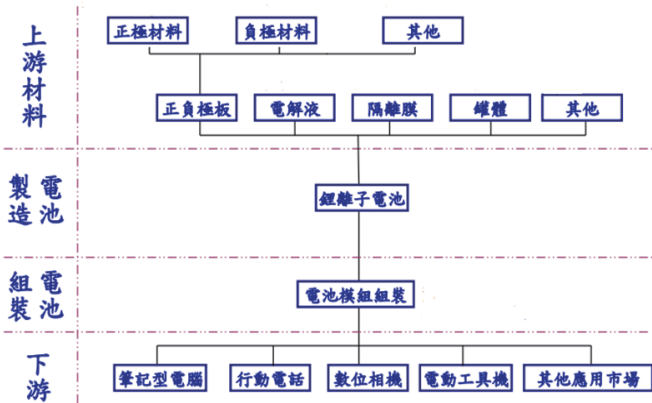 上游材料
正極材料 負極材料 其他
正負極板 電解液 隔離膜 罐體 其他
電池製造
鋰離子電池
電池組裝
電池模組組裝
下游
筆記型電腦 行動電話 數位相機 電動工具機 其他應用市場